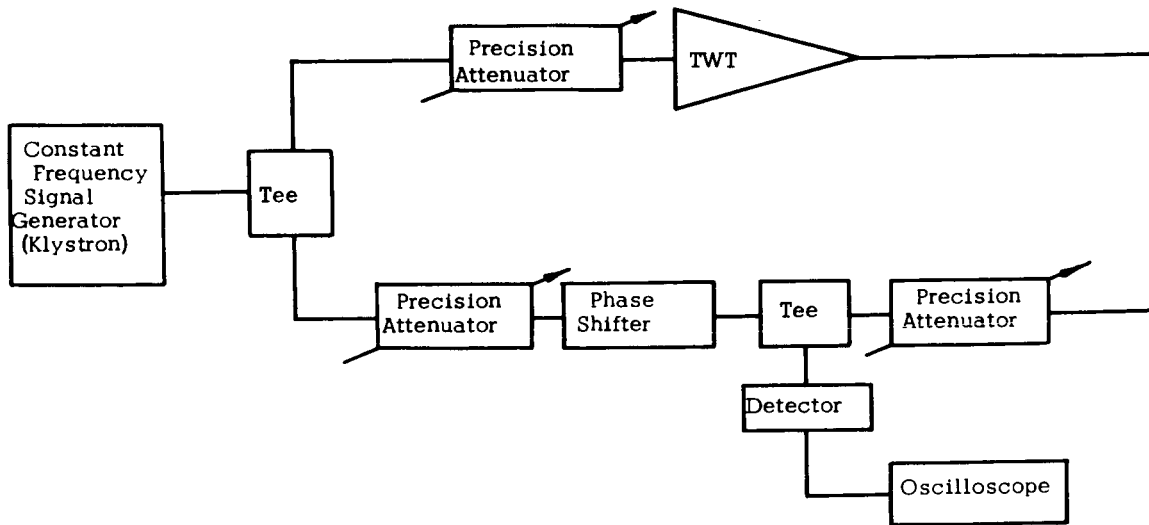 Precision
Attenuator
TWT
Constant
Frequency
Signal
Generator
(Klystron)
Tee
Precision
Attenuator
Phase
Shifter
Tee
Precision
Attenuator
Detector
Oscilloscope